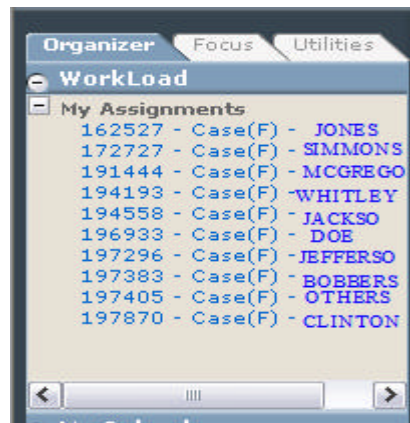 Organizer Focus Utilities
WorkLoad
My Assignments
162527 - Case(F) - JONES
172727 - Case(F) - SIMMONS
191444 - Case(F) - MCGREGO
194193 - Case(F) -WHITLEY
194558 - Case(F) - JACKSO
196933 - Case(F) - DOE
197296 - Case(F) -JEFFERSO
197383 - Case(F) - BOBBERS
197405 - Case(F) - OTHERS
197870 - Case(F) - CLINTON